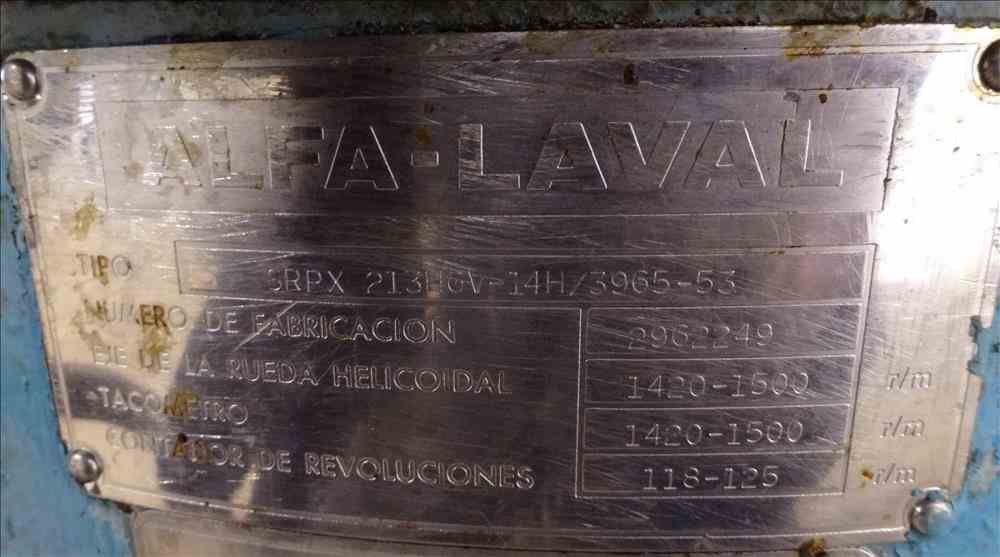 ALFA-LAVAL
TIPO SRPX 213HGV-14H/3965-53
NUMERO DE FABRICACION 2962249
EJE DE LA RUEDA HELICOIDAL 1420-1500 r/m
TACOMETRO 1420-1500 r/m
CONTADOR DE REVOLUCIONES 118-125 r/m